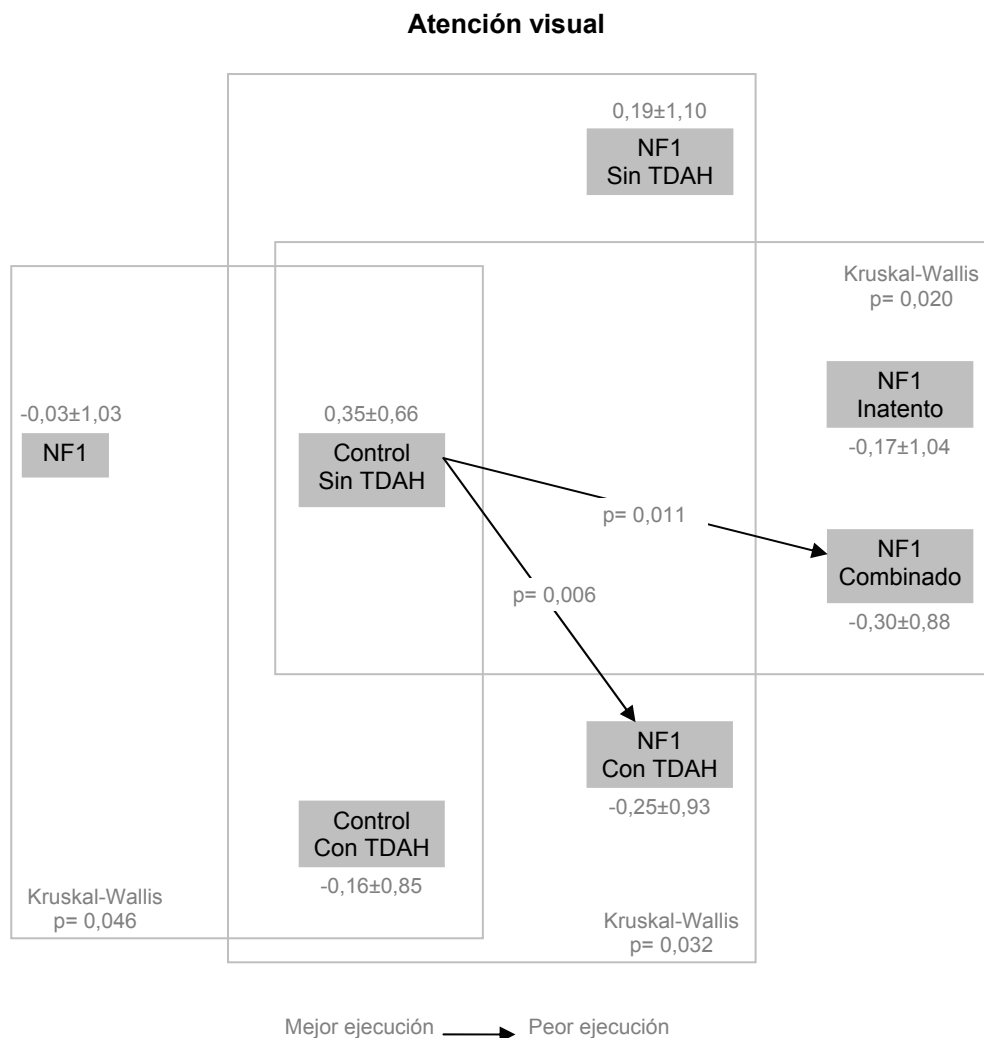 Atención visual
0,19±1,10
NF1
Sin TDAH
Kruskal-Wallis
p= 0,020
NF1
Inatento
-0,17±1,04
-0,03±1,03
NF1
0,35±0,66
Control
Sin TDAH
p= 0,011
NF1
Combinado
-0,30±0,88
p= 0,006
NF1
Con TDAH
-0,25±0,93
Control
Con TDAH
-0,16±0,85
Kruskal-Wallis
p= 0,046
Kruskal-Wallis
p= 0,032
Mejor ejecución
Peor ejecución